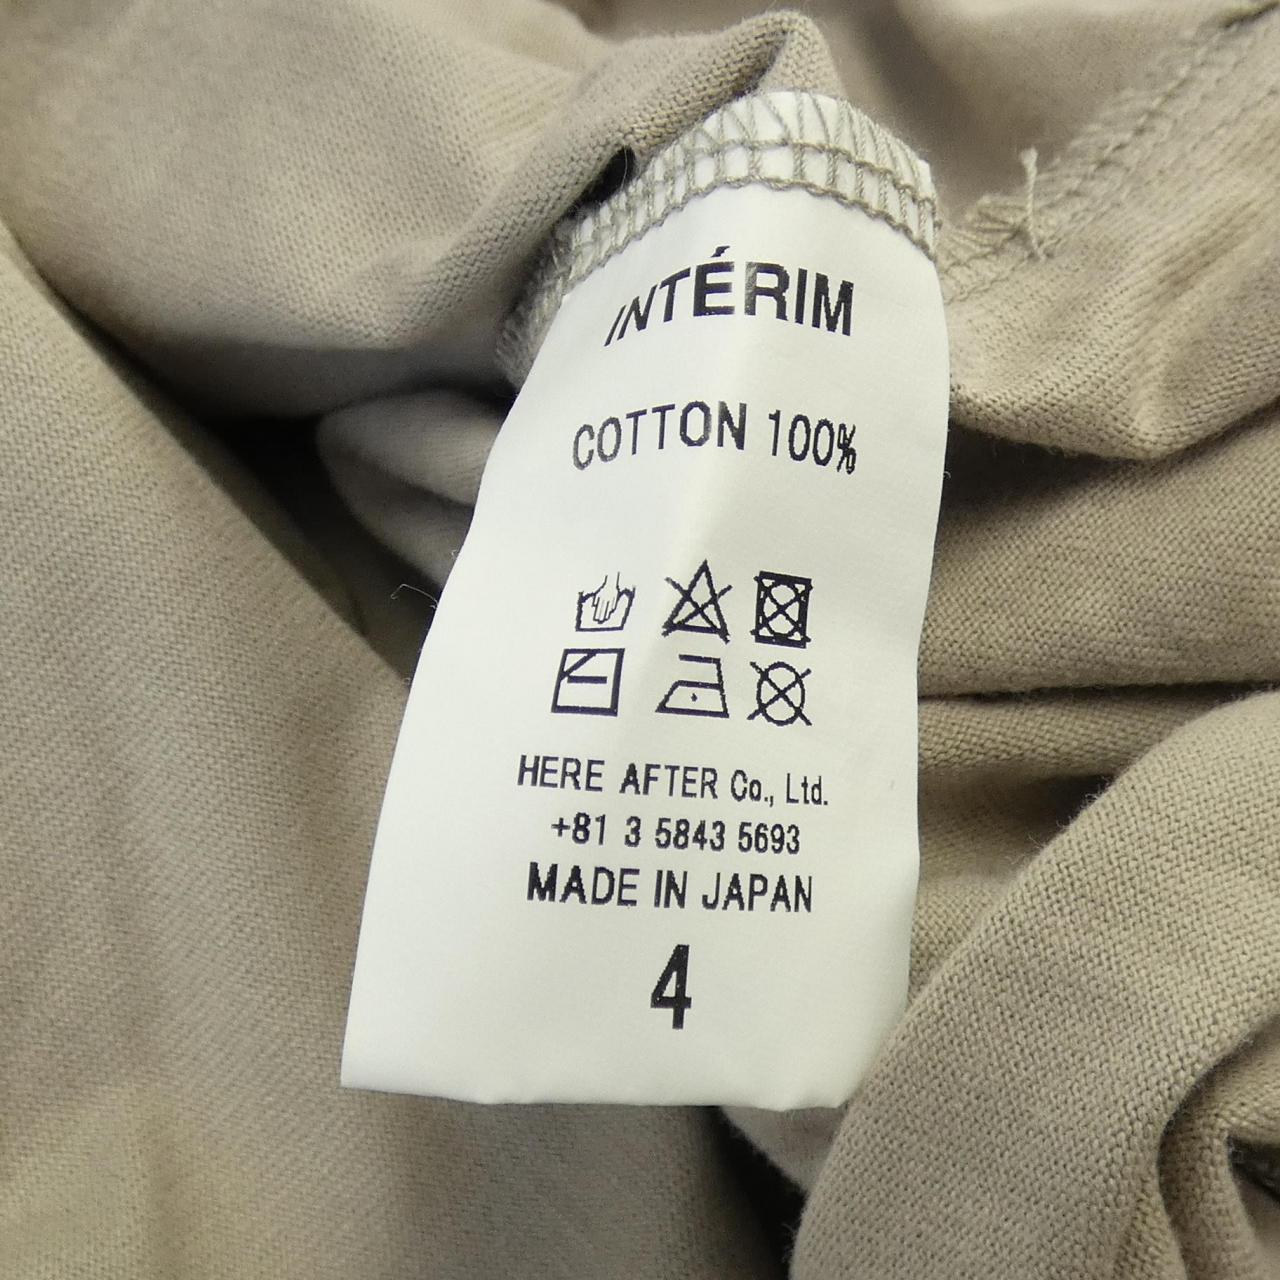 INTÉRIM
COTTON 100%
HERE AFTER Co., Ltd.
+81 3 5843 5693
MADE IN JAPAN
4